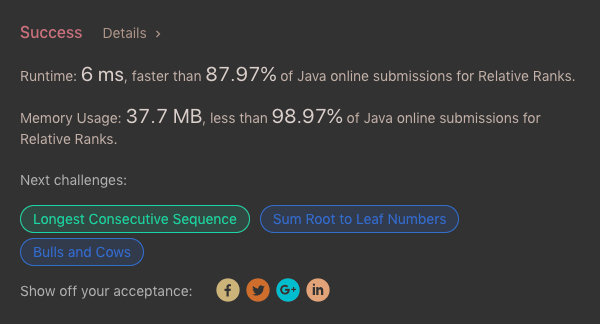 Success Details >
Runtime: 6 ms, faster than 87.97% of Java online submissions for Relative Ranks.
Memory Usage: 37.7 MB, less than 98.97% of Java online submissions for
Relative Ranks.
Next challenges:
Longest Consecutive Sequence Sum Root to Leaf Numbers
Bulls and Cows
Show off your acceptance: f G+ in